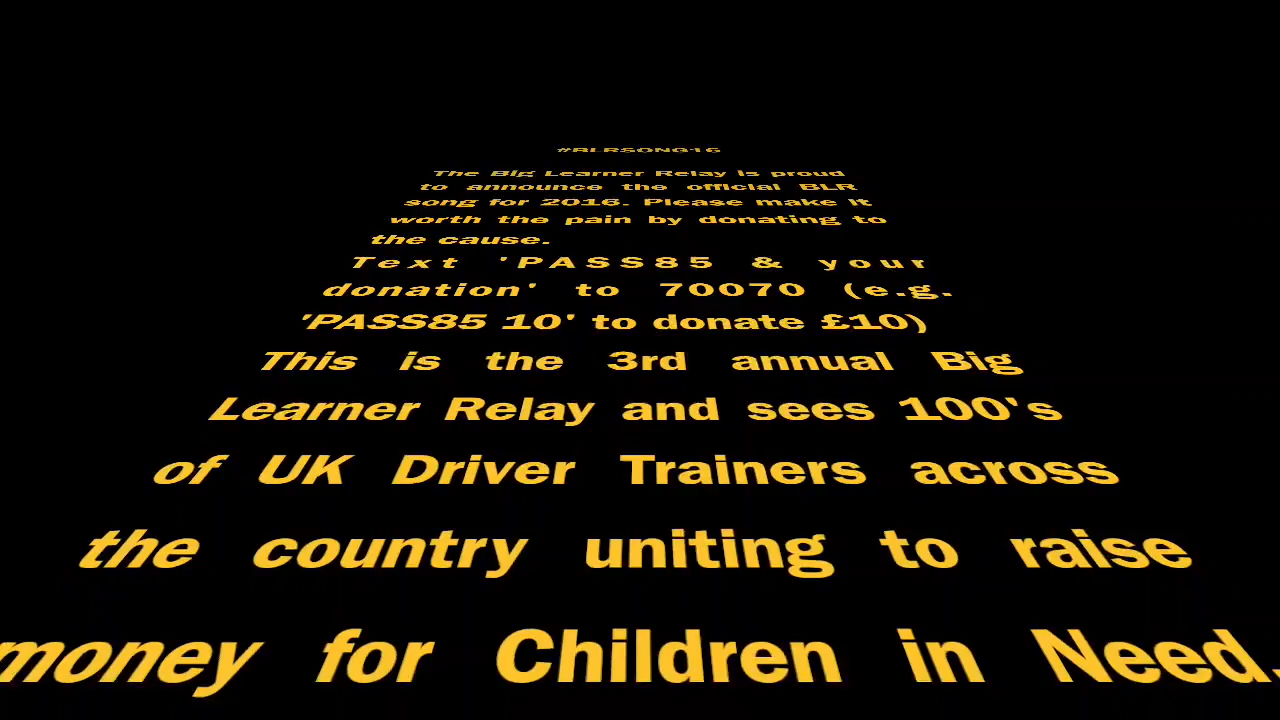 #BLRSONG16
The Big Learner Relay is proud
to announce the official BLR
song for 2016. Please make it
worth the pain by donating to
the cause.
Text 'PASS85 & your
donation' to 70070 (e.g.
'PASS85 10' to donate £10)
This is the 3rd annual Big
Learner Relay and sees 100's
of UK Driver Trainers across
the country uniting to raise
money for Children in Need.